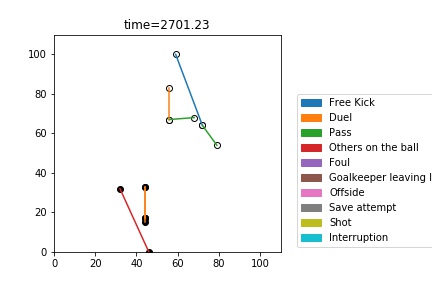 time=2701.23
100
80
60
40
20
0
0 20 40 60 80 100
Free Kick
Duel
Pass
Others on the ball
Foul
Goalkeeper leaving l
Offside
Save attempt
Shot
Interruption